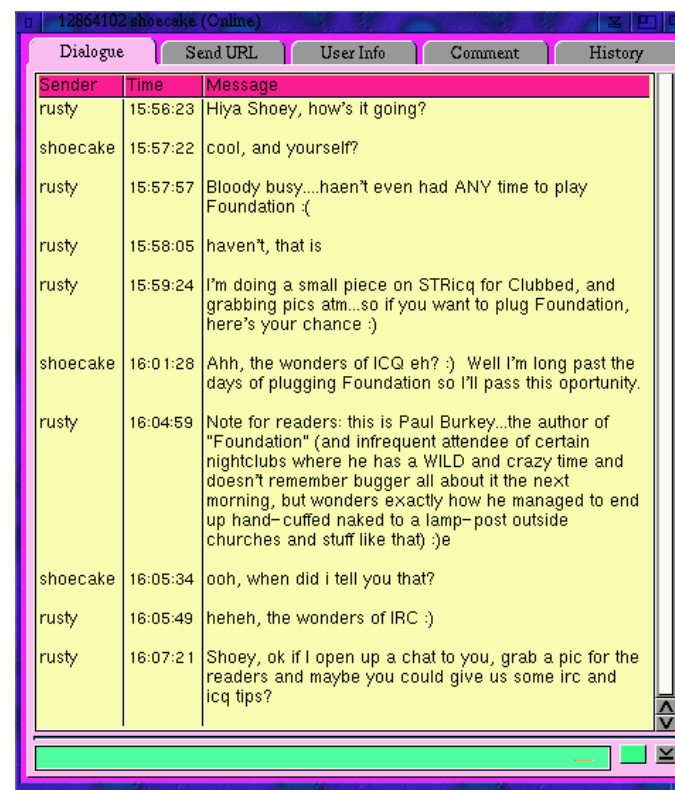 12864102 shoecake (Online)
Dialogue Send URL User Info Comment History
Sender Time Message
rusty 15:56:23 Hiya Shoey, how's it going?
shoecake 15:57:22 cool, and yourself?
rusty 15:57:57 Bloody busy....haen't even had ANY time to play
Foundation :(
rusty 15:58:05 haven't, that is
rusty 15:59:24 I'm doing a small piece on STRicq for Clubbed, and
grabbing pics atm...so if you want to plug Foundation,
here's your chance :)
shoecake 16:01:28 Ahh, the wonders of ICQ eh? :)  Well I'm long past the
days of plugging Foundation so I'll pass this oportunity.
rusty 16:04:59 Note for readers: this is Paul Burkey...the author of
"Foundation" (and infrequent attendee of certain
nightclubs where he has a WILD and crazy time and
doesn't remember bugger all about it the next
morning, but wonders exactly how he managed to end
up hand-cuffed naked to a lamp-post outside
churches and stuff like that) :)e
shoecake 16:05:34 ooh, when did i tell you that?
rusty 16:05:49 heheh, the wonders of IRC :)
rusty 16:07:21 Shoey, ok if I open up a chat to you, grab a pic for the
readers and maybe you could give us some irc and
icq tips?